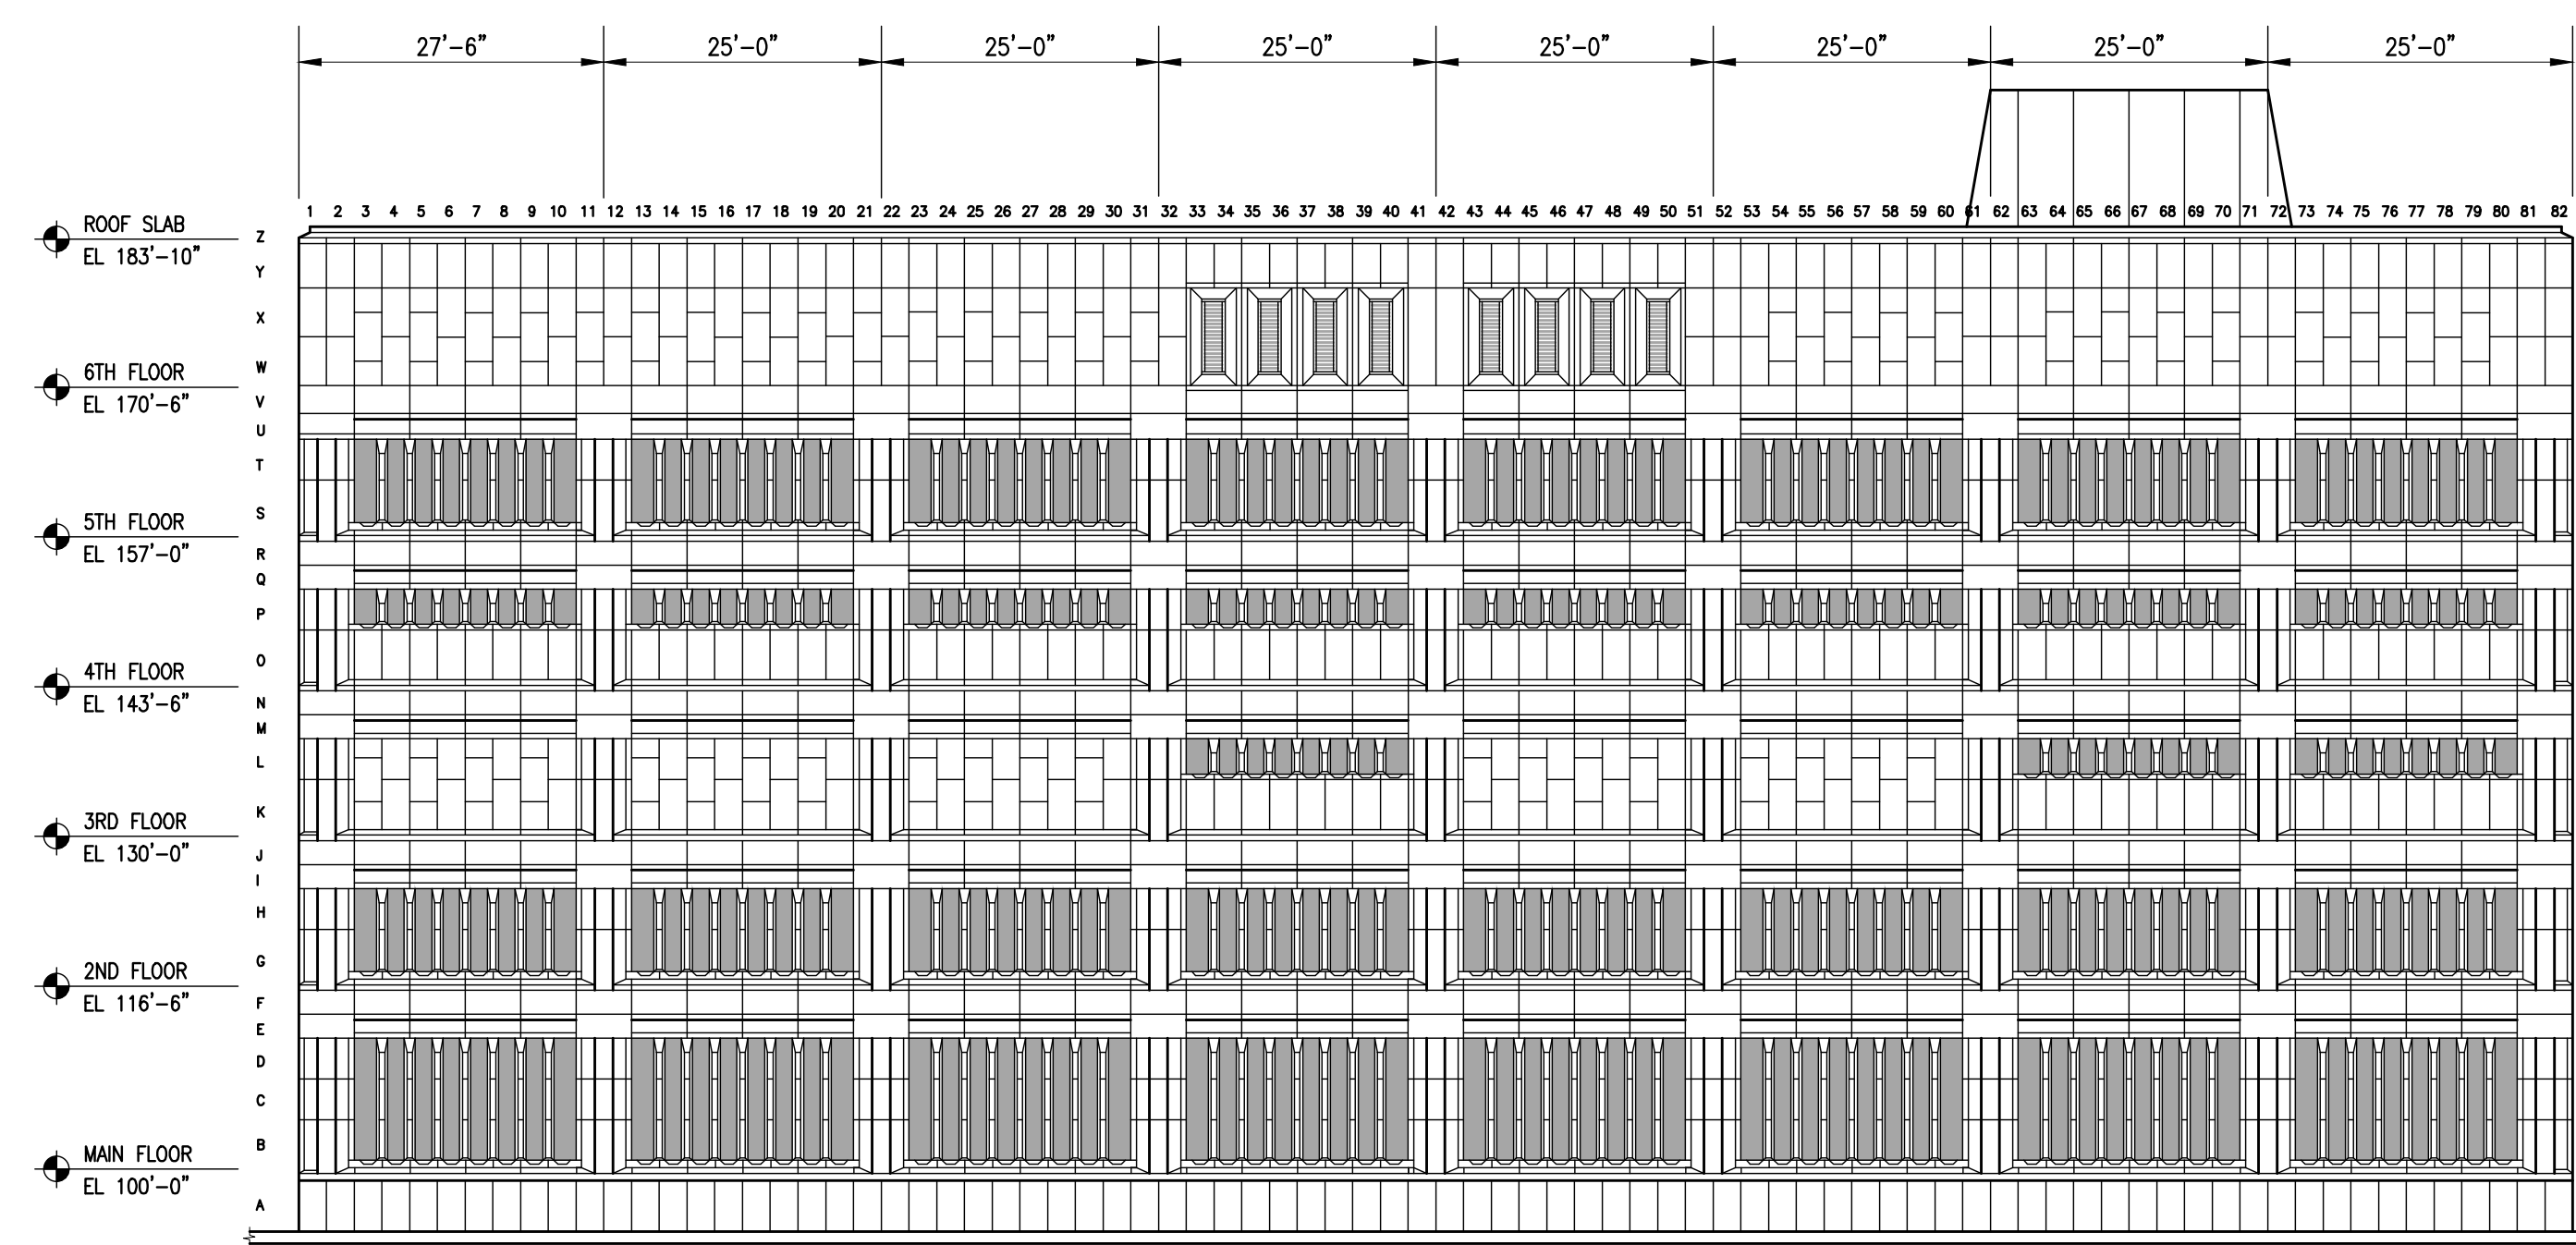 27'-6" 25'-0" 25'-0" 25'-0" 25'-0" 25'-0" 25'-0" 25'-0"
1 2 3 4 5 6 7 8 9 10 11 12 13 14 15 16 17 18 19 20 21 22 23 24 25 26 27 28 29 30 31 32 33 34 35 36 37 38 39 40 41 42 43 44 45 46 47 48 49 50 51 52 53 54 55 56 57 58 59 60 61 62 63 64 65 66 67 68 69 70 71 72 73 74 75 76 77 78 79 80 81 82
ROOF SLAB
EL 183'-10"
Z
Y
X
W
6TH FLOOR
EL 170'-6"
V
U
T
S
5TH FLOOR
EL 157'-0"
R
Q
P
O
4TH FLOOR
EL 143'-6"
N
M
L
K
3RD FLOOR
EL 130'-0"
J
I
H
G
2ND FLOOR
EL 116'-6"
F
E
D
C
B
MAIN FLOOR
EL 100'-0"
A